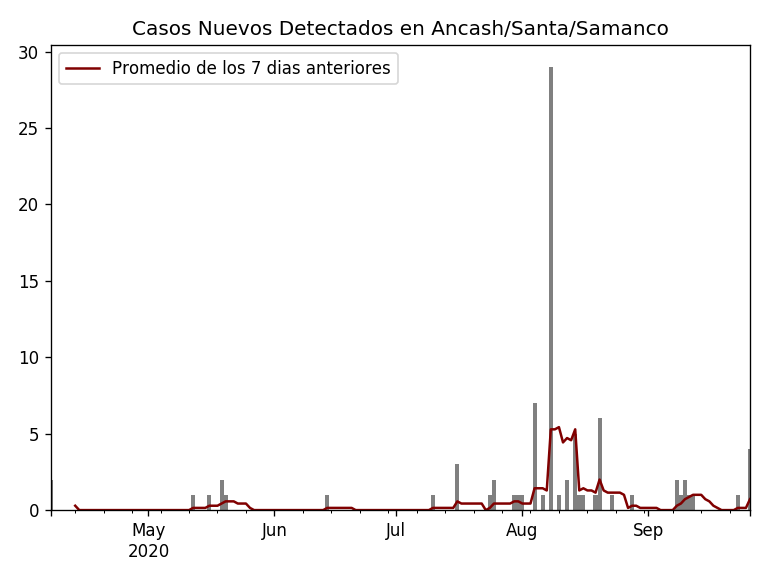 Casos Nuevos Detectados en Ancash/Santa/Samanco
Promedio de los 7 dias anteriores
30
25
20
15
10
5
0
May
2020
Jun
Jul
Aug
Sep